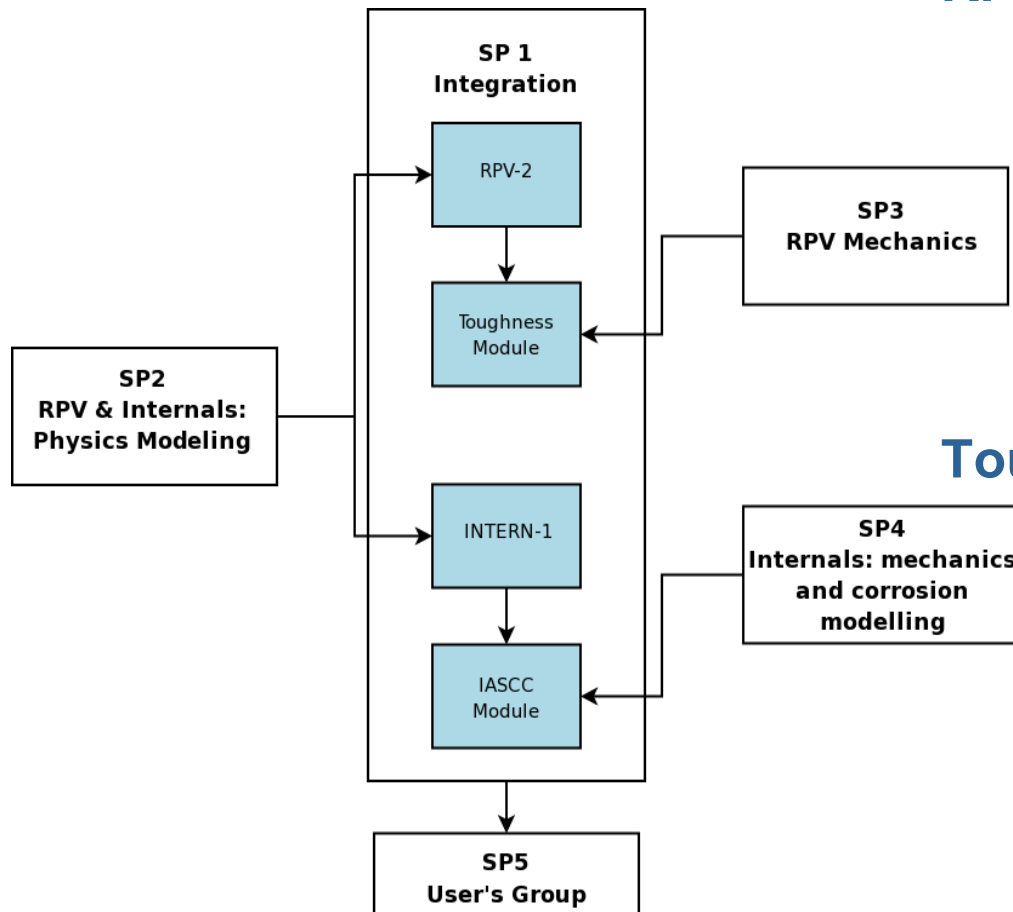 SP 1
Integration
RPV-2
SP3
RPV Mechanics
Toughness
Module
SP2
RPV & Internals:
Physics Modeling
Tou
INTERN-1
SP4
Internals: mechanics
and corrosion
modelling
IASCC
Module
SP5
User's Group